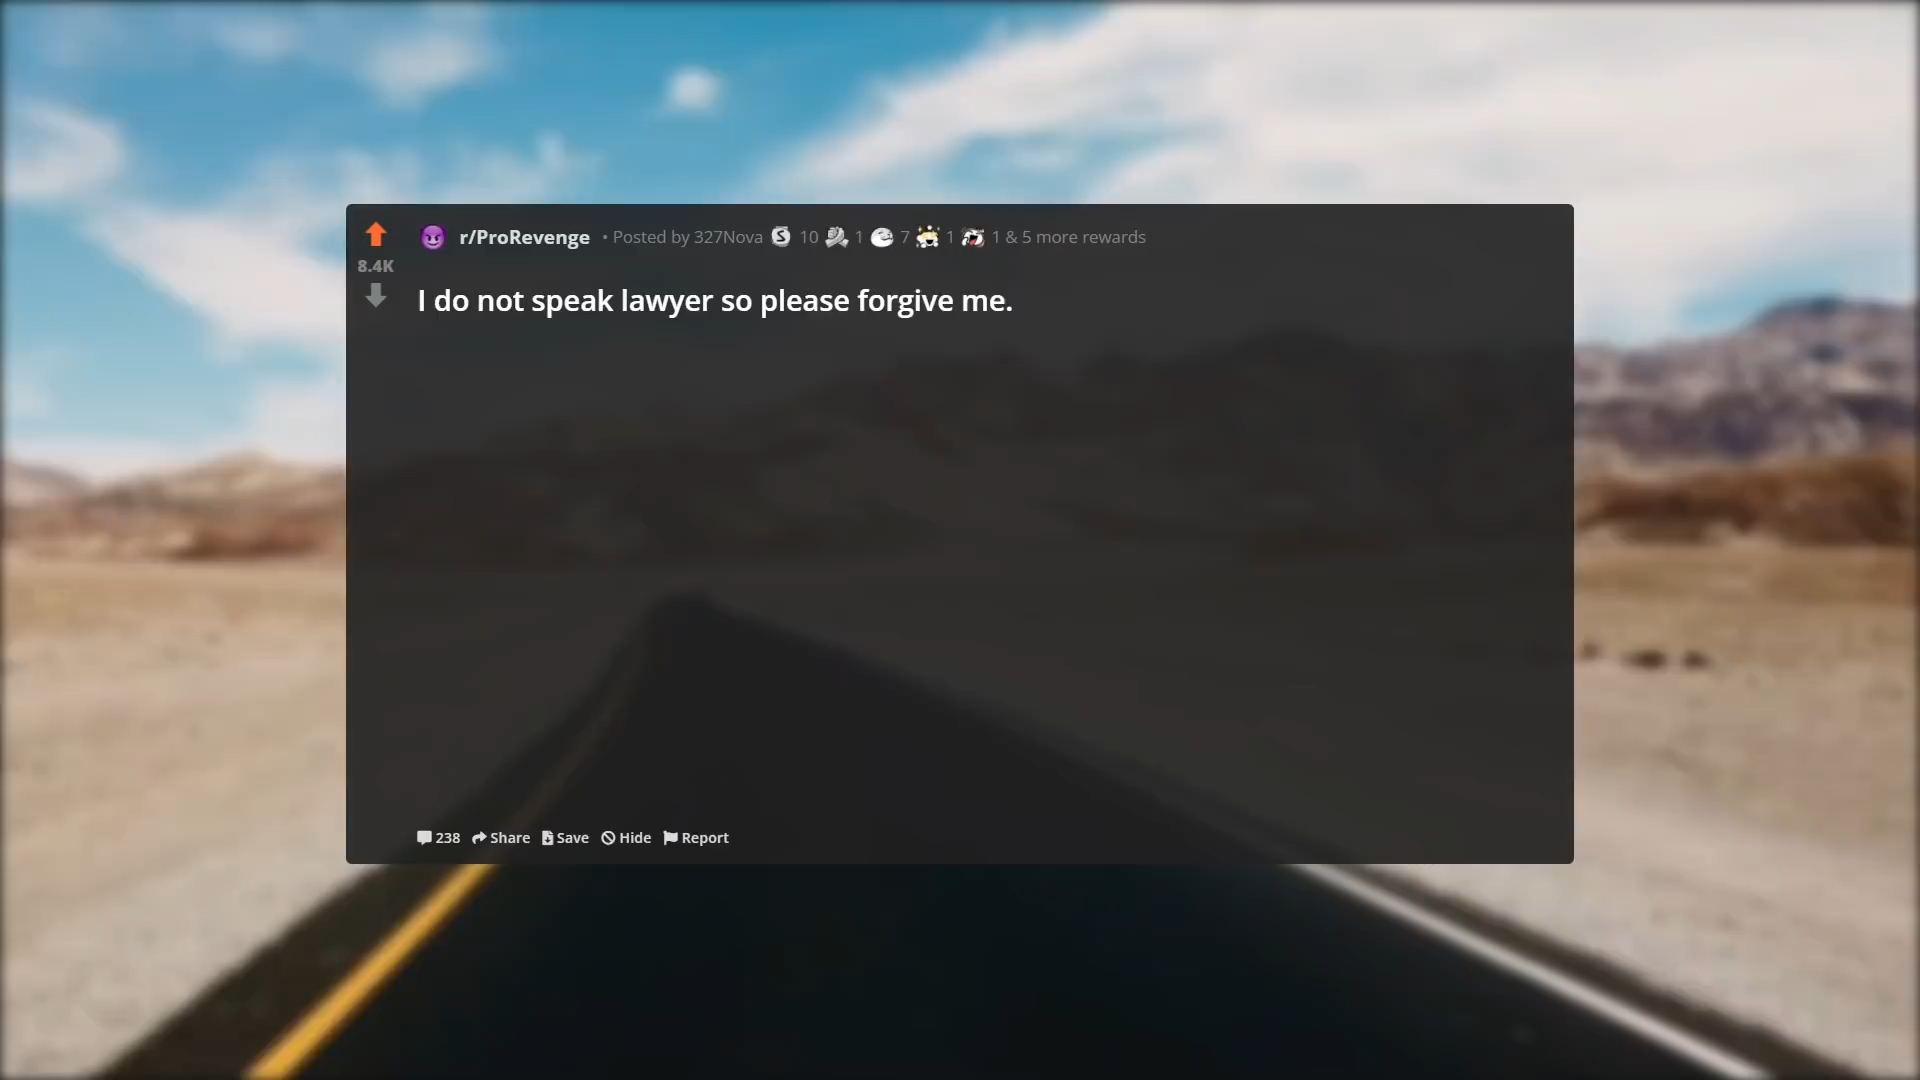 r/ProRevenge • Posted by 327Nova 10 1 7 1 1 & 5 more rewards
8.4K
I do not speak lawyer so please forgive me.
238 Share Save Hide Report